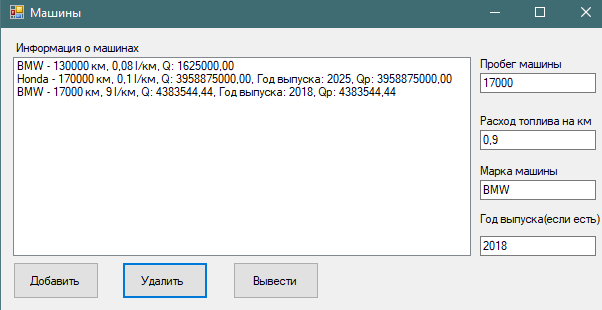 Машины
Информация о машинах
BMW - 130000 км, 0,08 l/км, Q: 1625000,00
Honda - 170000 км, 0,1 l/км, Q: 3958875000,00, Год выпуска: 2025, Qp: 3958875000,00
BMW - 17000 км, 9 l/км, Q: 4383544,44, Год выпуска: 2018, Qp: 4383544,44
Пробег машины
17000
Расход топлива на км
0,9
Марка машины
BMW
Год выпуска(если есть)
2018
Добавить
Удалить
Вывести